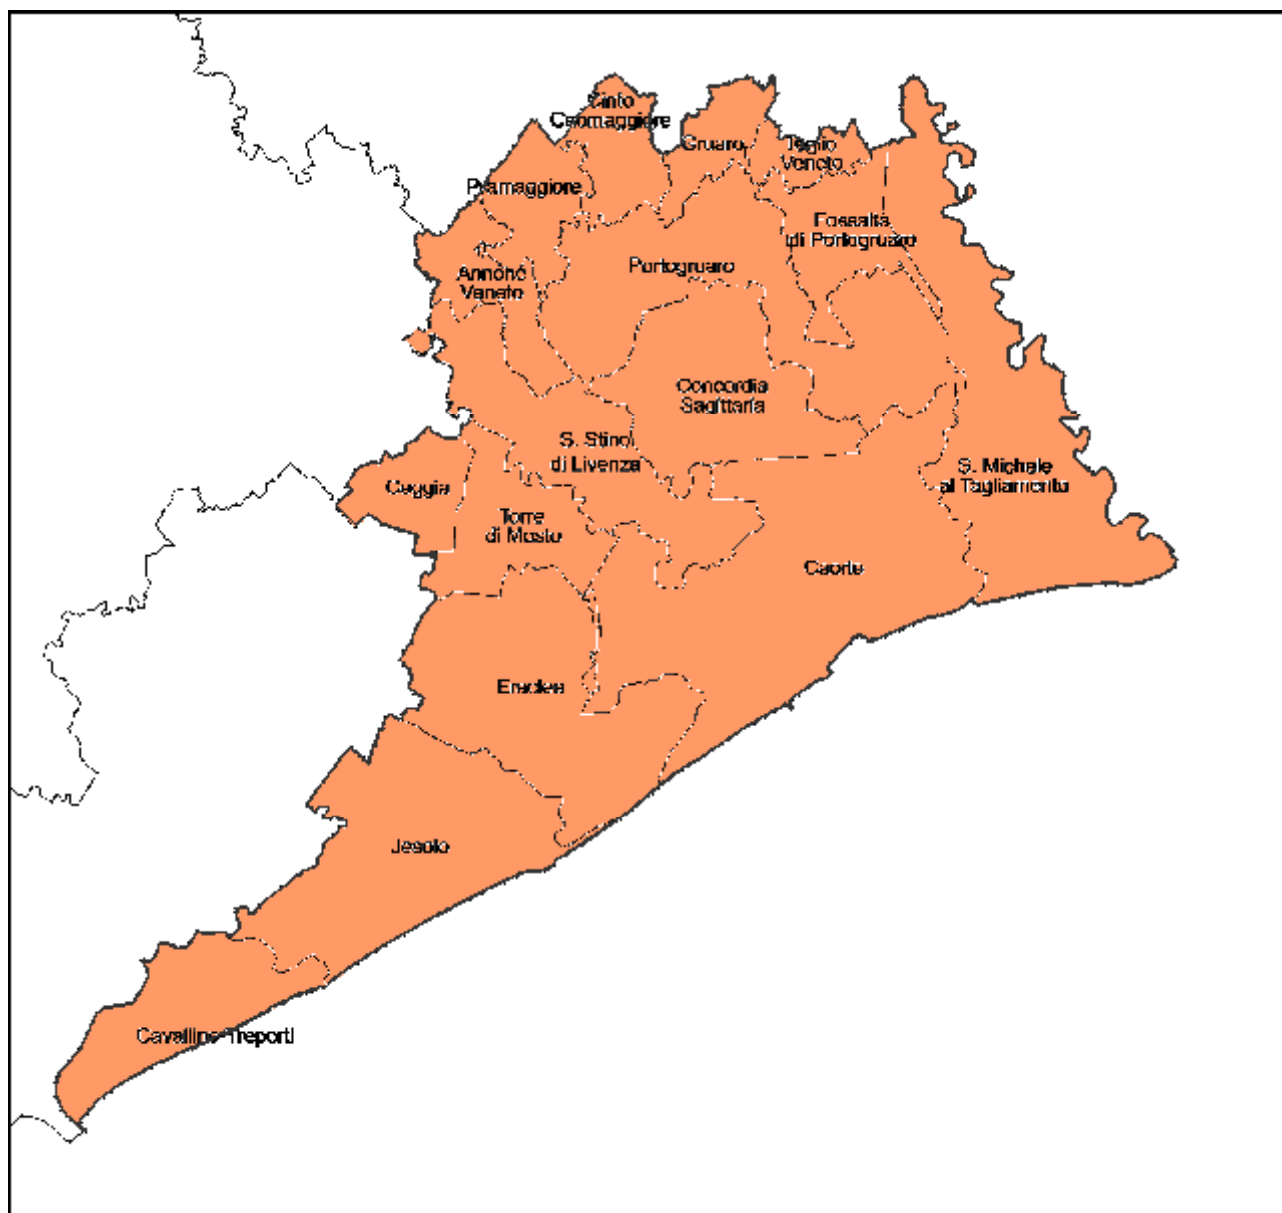 Cinto
Caomaggiore
Gruaro
Teglio
Veneto
Pramaggiore
Fossalta
di Portogruaro
Portogruaro
Annone
Veneto
Concordia
Sagittaria
S. Stino
di Livenza
S. Michele
al Tagliamento
Ceggia
Torre
di Mosto
Caorle
Eraclea
Jesolo
Cavallino-Treporti